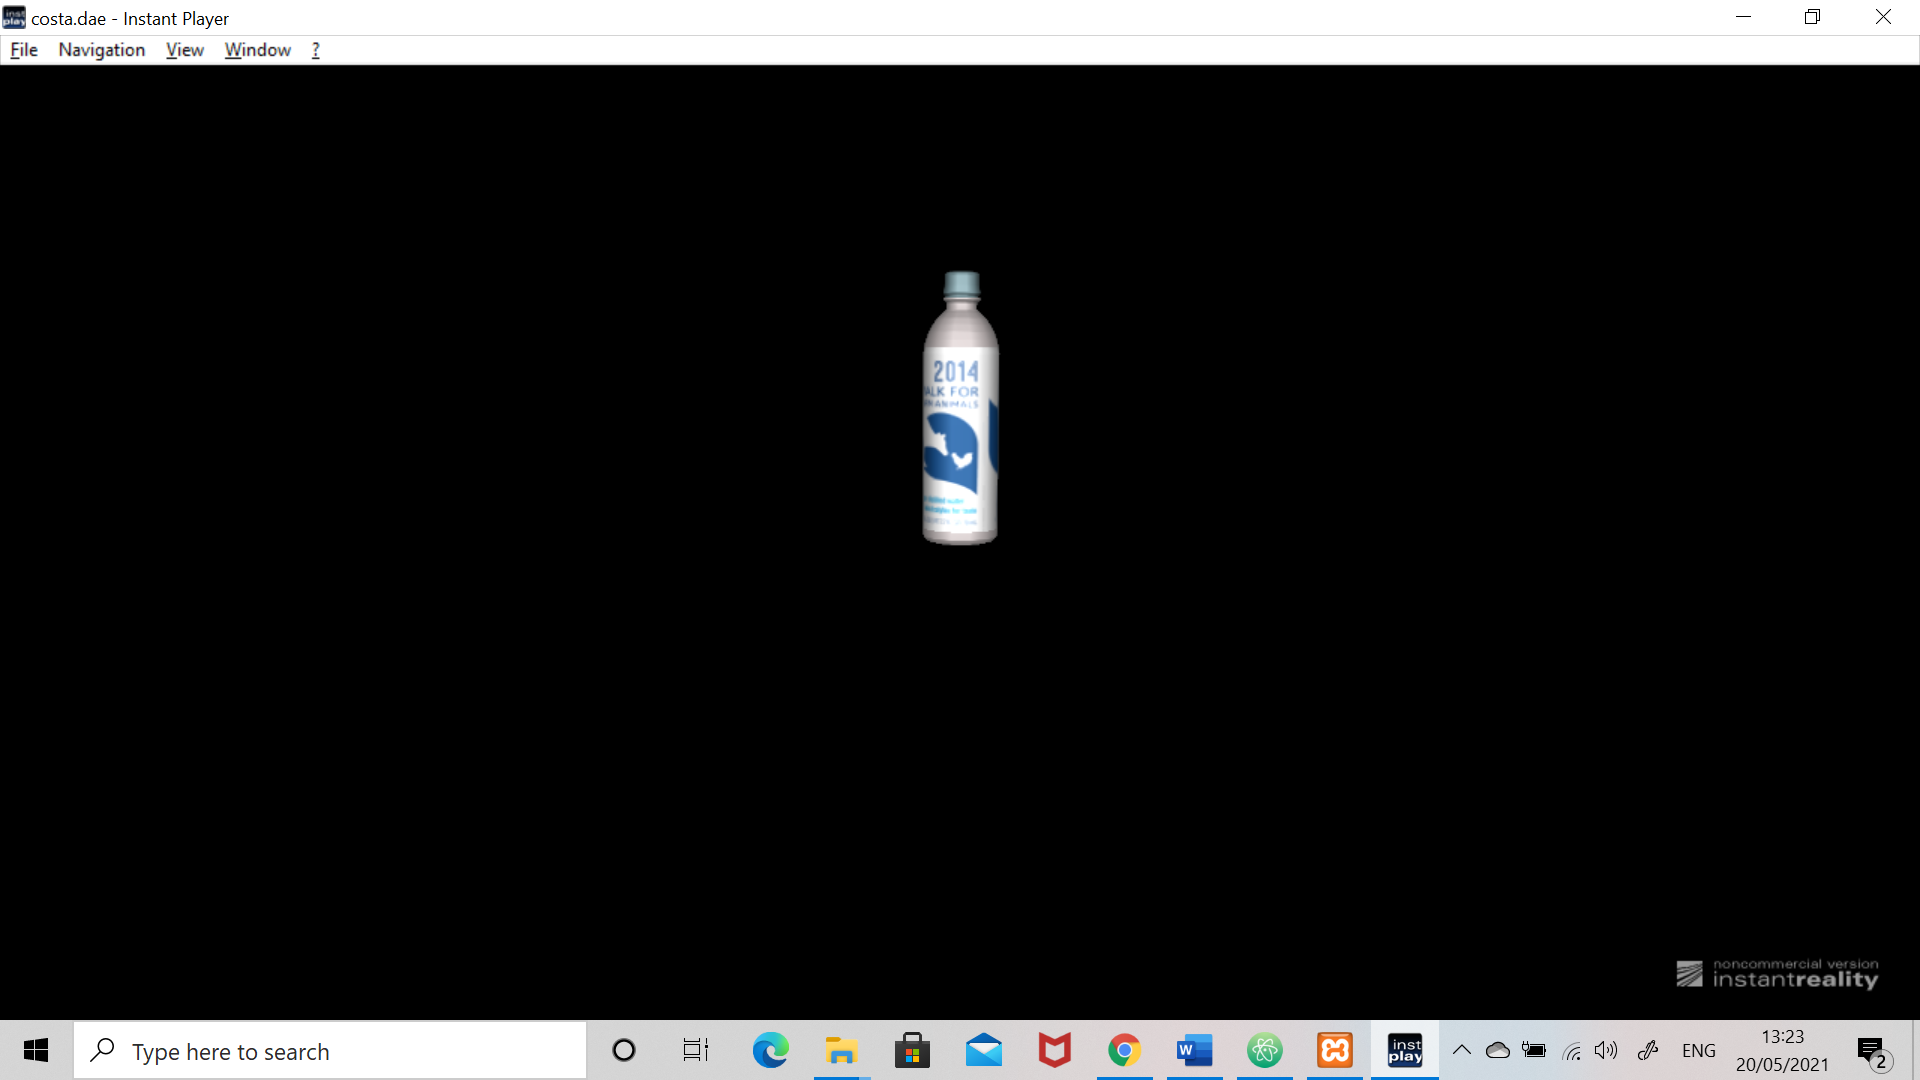 costa.dae - Instant Player
File Navigation View Window ?
2014
ALK FOR
ANIMALS
noncommercial version
instantreality
Type here to search
W
inst
play
ENG
13:23
20/05/2021
2